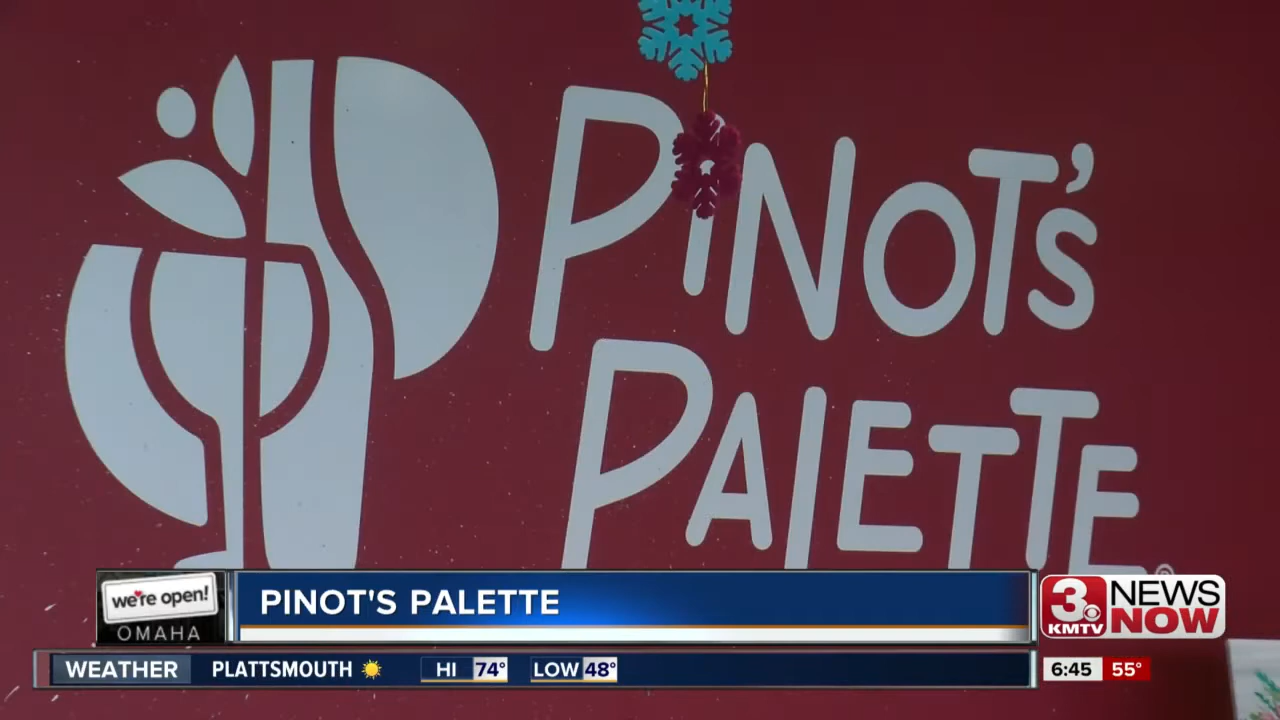 PINOT'S
PALETTE
we're open!
OMAHA
PINOT'S PALETTE
3 NEWS
KMTV NOW
WEATHER PLATTSMOUTH HI 74° LOW 48° 6:45 55°